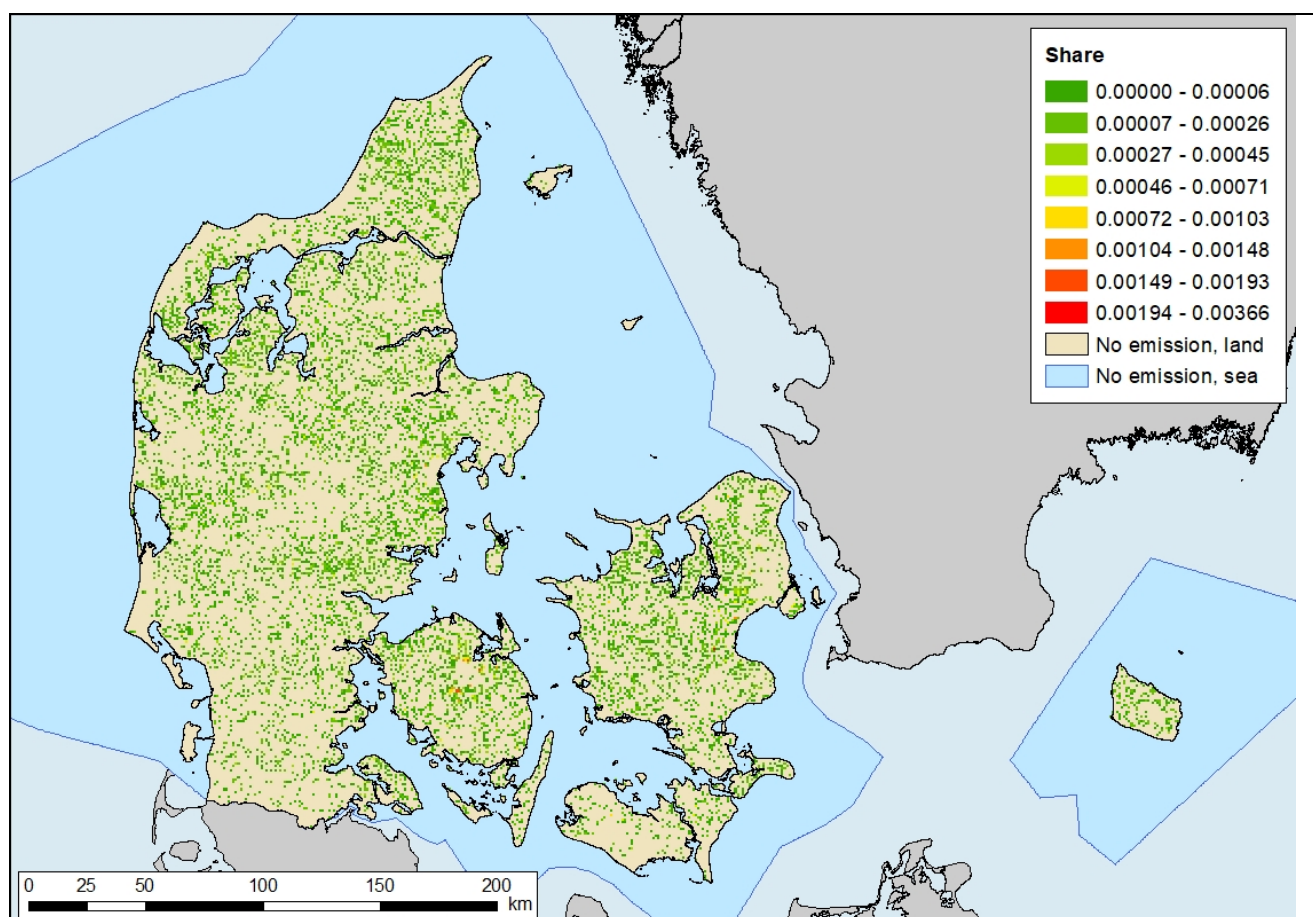 Share
0.00000 - 0.00006
0.00007 - 0.00026
0.00027 - 0.00045
0.00046 - 0.00071
0.00072 - 0.00103
0.00104 - 0.00148
0.00149 - 0.00193
0.00194 - 0.00366
No emission, land
No emission, sea
0 25 50 100 150 200
km